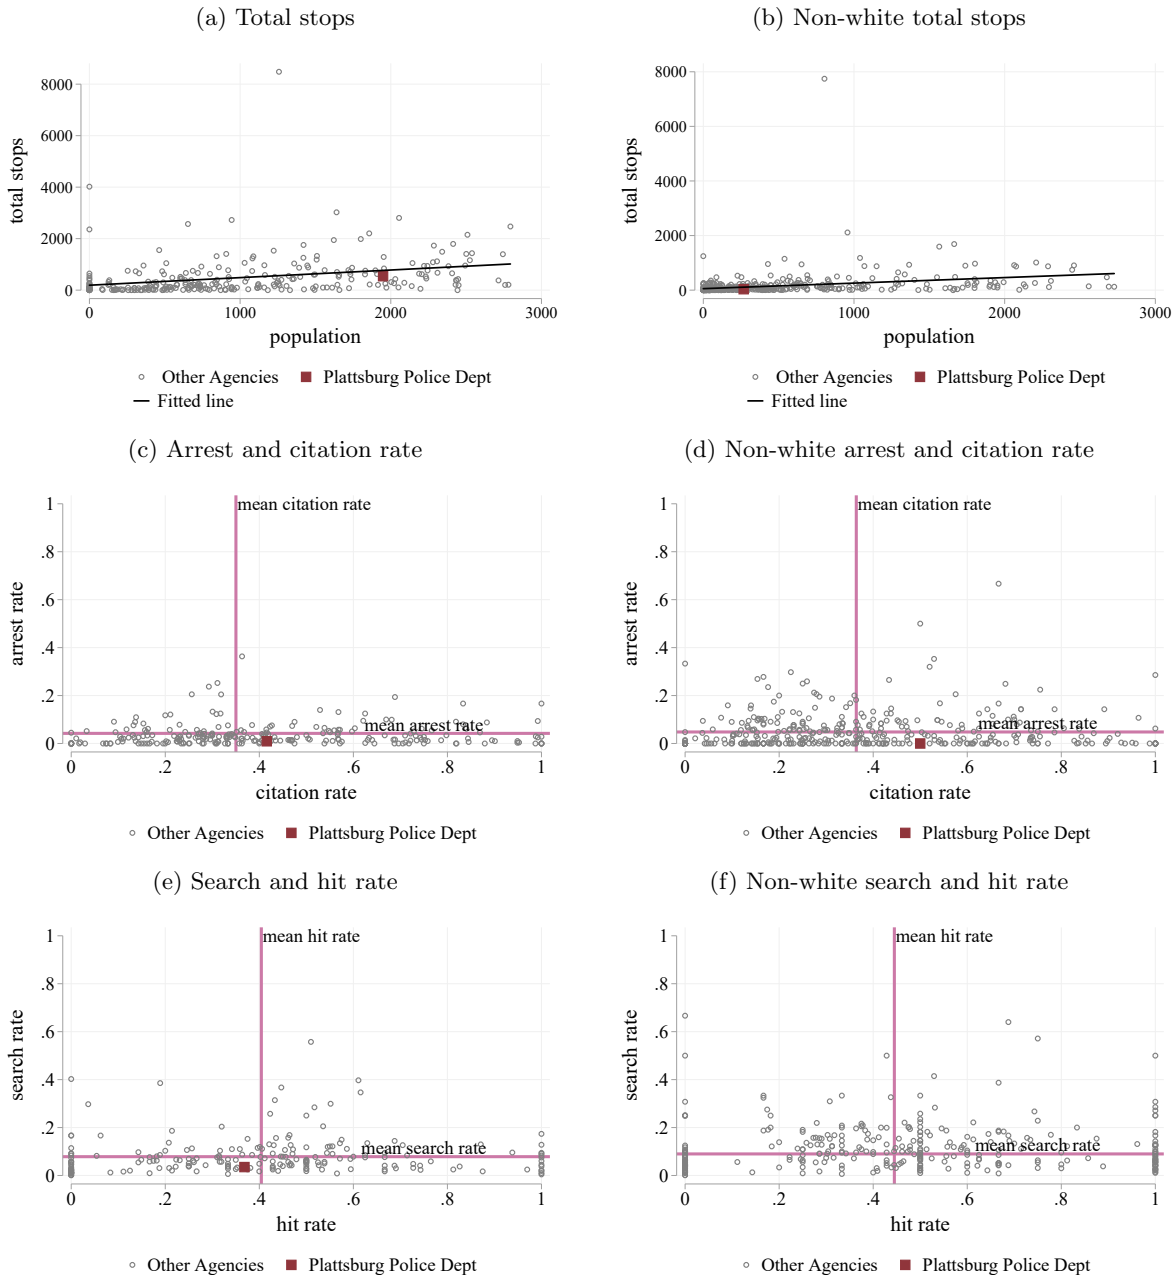 (a) Total stops
(b) Non-white total stops
total stops
8000
6000
4000
2000
0
0 1000 2000 3000
population
Other Agencies Plattsburg Police Dept
Fitted line
total stops
8000
6000
4000
2000
0
0 1000 2000 3000
population
Other Agencies Plattsburg Police Dept
Fitted line
(c) Arrest and citation rate
(d) Non-white arrest and citation rate
arrest rate
1
.8
.6
.4
.2
0
mean citation rate
mean arrest rate
0 .2 .4 .6 .8 1
citation rate
Other Agencies Plattsburg Police Dept
arrest rate
1
.8
.6
.4
.2
0
mean citation rate
mean arrest rate
0 .2 .4 .6 .8 1
citation rate
Other Agencies Plattsburg Police Dept
(e) Search and hit rate
(f) Non-white search and hit rate
search rate
1
.8
.6
.4
.2
0
mean hit rate
mean search rate
0 .2 .4 .6 .8 1
hit rate
Other Agencies Plattsburg Police Dept
search rate
1
.8
.6
.4
.2
0
mean hit rate
mean search rate
0 .2 .4 .6 .8 1
hit rate
Other Agencies Plattsburg Police Dept